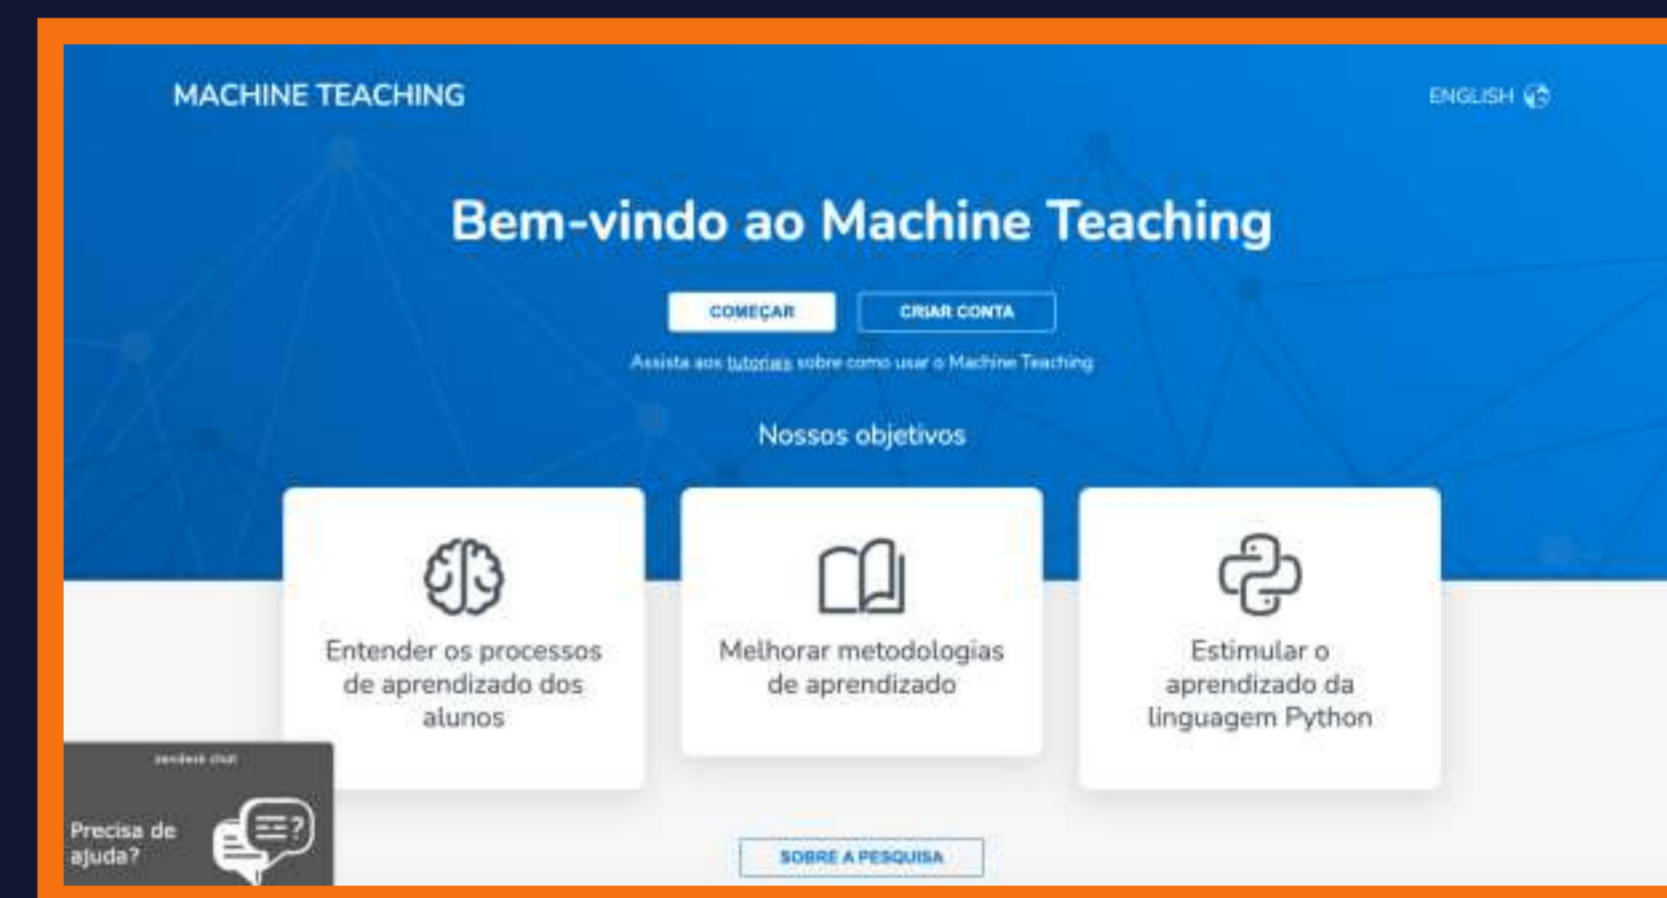 MACHINE TEACHING
ENGLISH
Bem-vindo ao Machine Teaching
COMEÇAR
CRIAR CONTA
Assista aos tutoriais sobre como usar o Machine Teaching
Nossos objetivos
Entender os processos
de aprendizado dos
alunos
Melhorar metodologias
de aprendizado
Estimular o
aprendizado da
linguagem Python
zendesk chat
Precisa de
ajuda?
SOBRE A PESQUISA